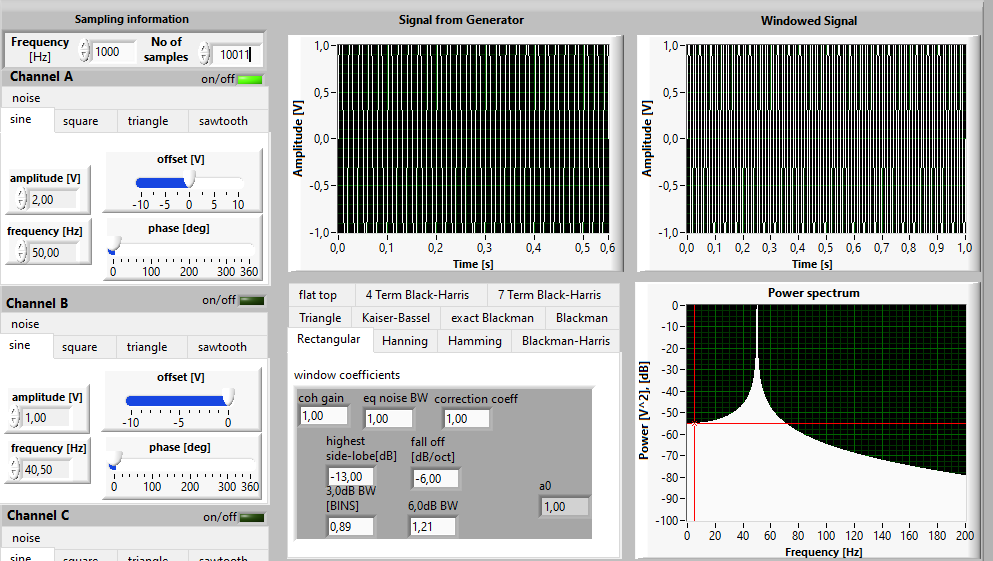 Sampling information
Frequency [Hz] 1000 No of samples 10011
Channel A on/off
noise
sine square triangle sawtooth
offset [V]
amplitude [V]
2,00
-10 -5 0 5 10
frequency [Hz]
50,00
phase [deg]
0 100 200 300 360
Channel B on/off
noise
sine square triangle sawtooth
offset [V]
amplitude [V]
1,00
-10 -5 0
frequency [Hz]
40,50
phase [deg]
0 100 200 300 360
Channel C on/off
noise
sine square triangle sawtooth
Signal from Generator
Amplitude [V]
1,0
0,5
0,0
-0,5
-1,0
0,0 0,1 0,2 0,3 0,4 0,5 0,6
Time [s]
Windowed Signal
Amplitude [V]
1,0
0,5
0,0
-0,5
-1,0
0,0 0,1 0,2 0,3 0,4 0,5 0,6 0,7 0,8 0,9 1,0
Time [s]
flat top 4 Term Black-Harris 7 Term Black-Harris
Triangle Kaiser-Bassel exact Blackman Blackman
Rectangular Hanning Hamming Blackman-Harris
window coefficients
coh gain eq noise BW correction coeff
1,00 1,00 1,00
highest side-lobe[dB] fall off [dB/oct]
-13,00 -6,00
3,0dB BW [BINS] 6,0dB BW
0,89 1,21
a0
1,00
Power spectrum
Power [V^2], [dB]
0
-10
-20
-30
-40
-50
-60
-70
-80
-90
-100
0 20 40 60 80 100 120 140 160 180 200
Frequency [Hz]